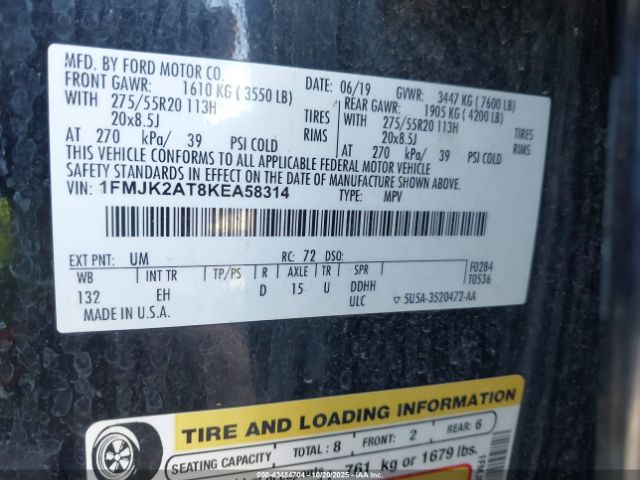 MFD. BY FORD MOTOR CO.
DATE: 06/19 GVWR: 3447 KG ( 7600 LB)
FRONT GAWR: 1610 KG ( 3550 LB) REAR GAWR: 1905 KG ( 4200 LB)
WITH 275/55R20 113H TIRES WITH 275/55R20 113H TIRES
20x8.5J RIMS 20x8.5J RIMS
AT 270 kPa/ 39 PSI COLD AT 270 kPa/ 39 PSI COLD
THIS VEHICLE CONFORMS TO ALL APPLICABLE FEDERAL MOTOR VEHICLE
SAFETY STANDARDS IN EFFECT ON THE DATE OF MANUFACTURE SHOWN ABOVE.
VIN: 1FMJK2AT8KEA58314 TYPE: MPV
EXT PNT: UM RC: 72 DSO:
WB INT TR TP/PS R AXLE TR SPR F0284
T0536
132 EH D 15 U DDHH
ULC ▽ 5U5A-3520472-AA
MADE IN U.S.A.
TIRE AND LOADING INFORMATION
SEATING CAPACITY TOTAL: 8 FRONT: 2 REAR: 6
761 kg or 1679 lbs.
00-43484704 | 10/20/2025 | © IAA, Inc.